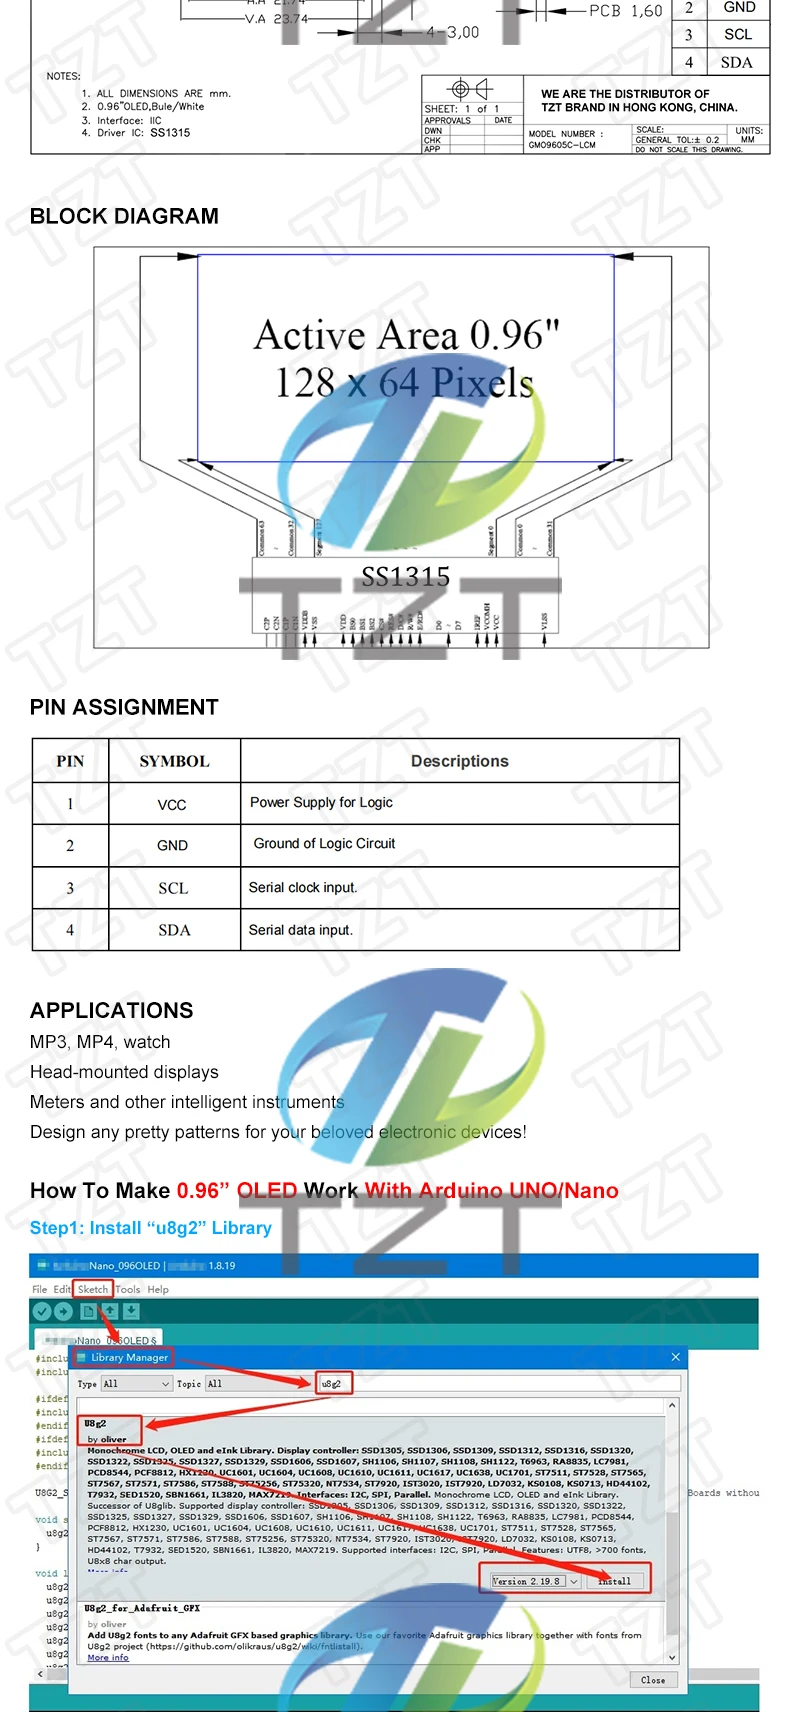 A.A 21.74
V.A 23.74
4-3,00
PCB 1,60
2 GND
3 SCL
4 SDA
NOTES:
1. ALL DIMENSIONS ARE mm.
2. 0.96"OLED,Bule/White
3. Interface: IIC
4. Driver IC: SS1315
SHEET: 1 of 1
APPROVALS DATE
DWN
CHK
APP
WE ARE THE DISTRIBUTOR OF
TZT BRAND IN HONG KONG, CHINA.
MODEL NUMBER :
GM09605C-LCM
SCALE:
GENERAL TOL:± 0.2
DO NOT SCALE THIS DRAWING.
UNITS:
MM
BLOCK DIAGRAM
Active Area 0.96"
128 x 64 Pixels
Common 63
~
Common 32
Segment 127
Segment 0
Common 0
~
Common 31
SS1315
C2P
C2N
C1P
C1N
VDDB
VSS
VDD
BS0
BS1
BS2
CS#
RES#
D/C#
R/W#
E/RD#
D0
~
D7
IREF
VCOMH
VCC
VLSS
TZT
PIN ASSIGNMENT
PIN SYMBOL Descriptions
1 VCC Power Supply for Logic
2 GND Ground of Logic Circuit
3 SCL Serial clock input.
4 SDA Serial data input.
APPLICATIONS
MP3, MP4, watch
Head-mounted displays
Meters and other intelligent instruments
Design any pretty patterns for your beloved electronic devices!
How To Make 0.96” OLED Work With Arduino UNO/Nano
TZT
Step1: Install “u8g2” Library
Nano_096OLED | 1.8.19
File Edit Sketch Tools Help
Nano_096OLED §
Library Manager
Type All Topic All u8g2
#inclu
#inclu
#ifdef
#inclu
#endif
#ifdef
#inclu
#endif
U8G2_S
Boards withou
void s
u8g2
}
void l
u8g2
u8g2
u8g2
u8g2
u8g2
u8g2
U8g2
by oliver
Monochrome LCD, OLED and eInk Library. Display controller: SSD1305, SSD1306, SSD1309, SSD1312, SSD1316, SSD1320,
SSD1322, SSD1325, SSD1327, SSD1329, SSD1606, SSD1607, SH1106, SH1107, SH1108, SH1122, T6963, RA8835, LC7981,
PCD8544, PCF8812, HX1230, UC1601, UC1604, UC1608, UC1610, UC1611, UC1617, UC1638, UC1701, ST7511, ST7528, ST7565,
ST7567, ST7571, ST7586, ST7588, ST75256, ST75320, NT7534, ST7920, IST3020, IST7920, LD7032, KS0108, KS0713, HD44102,
T7932, SED1520, SBN1661, IL3820, MAX7219. Interfaces: I2C, SPI, Parallel. Monochrome LCD, OLED and eInk Library.
Successor of U8glib. Supported display controller: SSD1305, SSD1306, SSD1309, SSD1312, SSD1316, SSD1320, SSD1322,
SSD1325, SSD1327, SSD1329, SSD1606, SSD1607, SH1106, SH1107, SH1108, SH1122, T6963, RA8835, LC7981, PCD8544,
PCF8812, HX1230, UC1601, UC1604, UC1608, UC1610, UC1611, UC1617, UC1638, UC1701, ST7511, ST7528, ST7565,
ST7567, ST7571, ST7586, ST7588, ST75256, ST75320, NT7534, ST7920, IST3020, IST7920, LD7032, KS0108, KS0713,
HD44102, T7932, SED1520, SBN1661, IL3820, MAX7219. Supported interfaces: I2C, SPI, Parallel. Features: UTF8, >700 fonts,
U8x8 char output.
More info
Version 2.19.8 Install
U8g2_for_Adafruit_GFX
by oliver
Add U8g2 fonts to any Adafruit GFX based graphics library. Use our favorite Adafruit graphics library together with fonts from
U8g2 project (https://github.com/olikraus/u8g2/wiki/fntlistall).
More info
Close